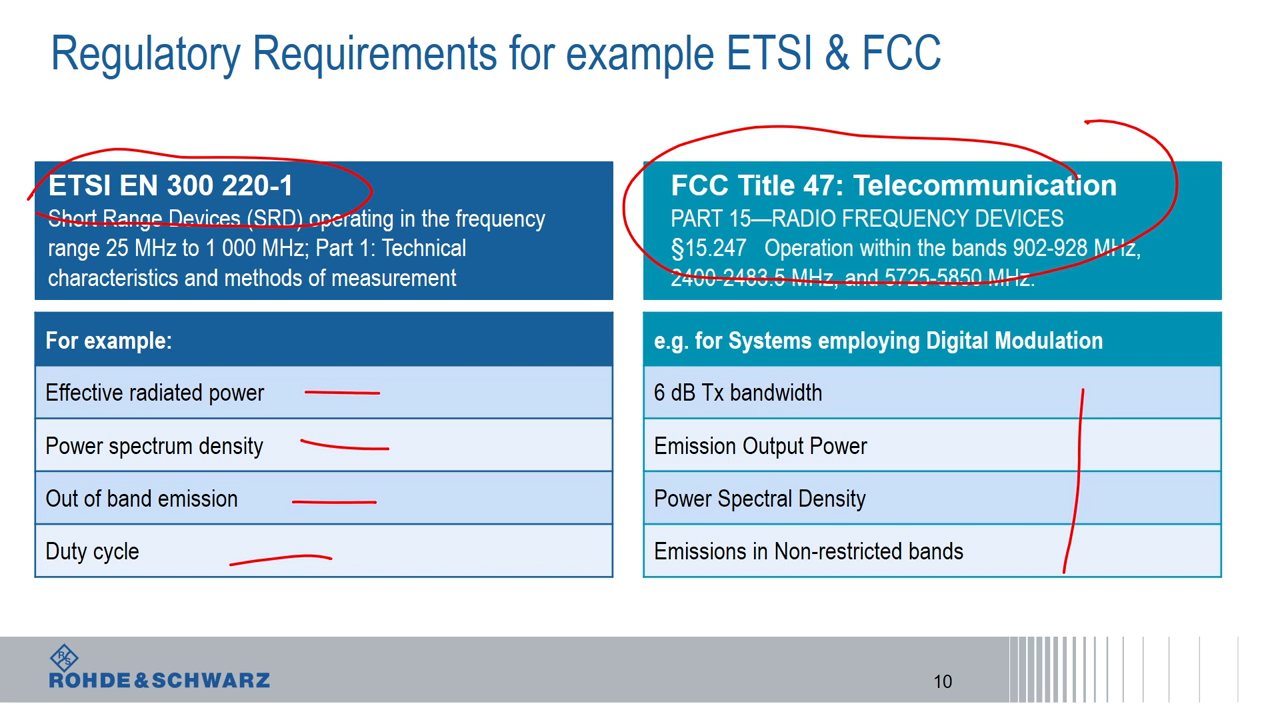 Regulatory Requirements for example ETSI & FCC
ETSI EN 300 220-1
Short Range Devices (SRD) operating in the frequency
range 25 MHz to 1 000 MHz; Part 1: Technical
characteristics and methods of measurement
FCC Title 47: Telecommunication
PART 15—RADIO FREQUENCY DEVICES
§15.247 Operation within the bands 902-928 MHz,
2400-2483.5 MHz, and 5725-5850 MHz.
For example:
Effective radiated power
Power spectrum density
Out of band emission
Duty cycle
e.g. for Systems employing Digital Modulation
6 dB Tx bandwidth
Emission Output Power
Power Spectral Density
Emissions in Non-restricted bands
R&S
ROHDE&SCHWARZ
10